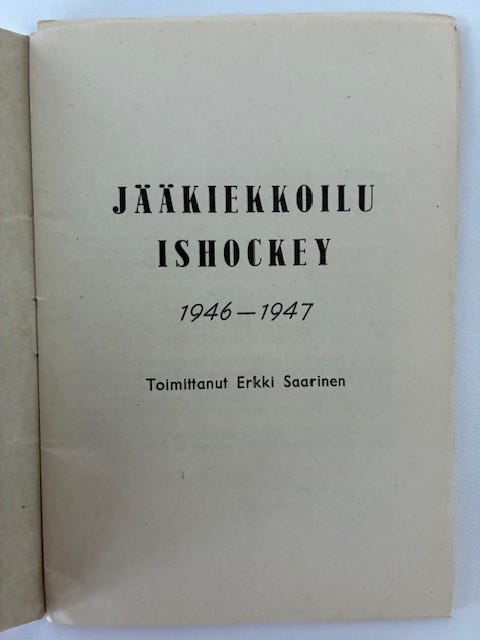 JÄÄKIEKKOILU
ISHOCKEY
1946—1947
Toimittanut Erkki Saarinen